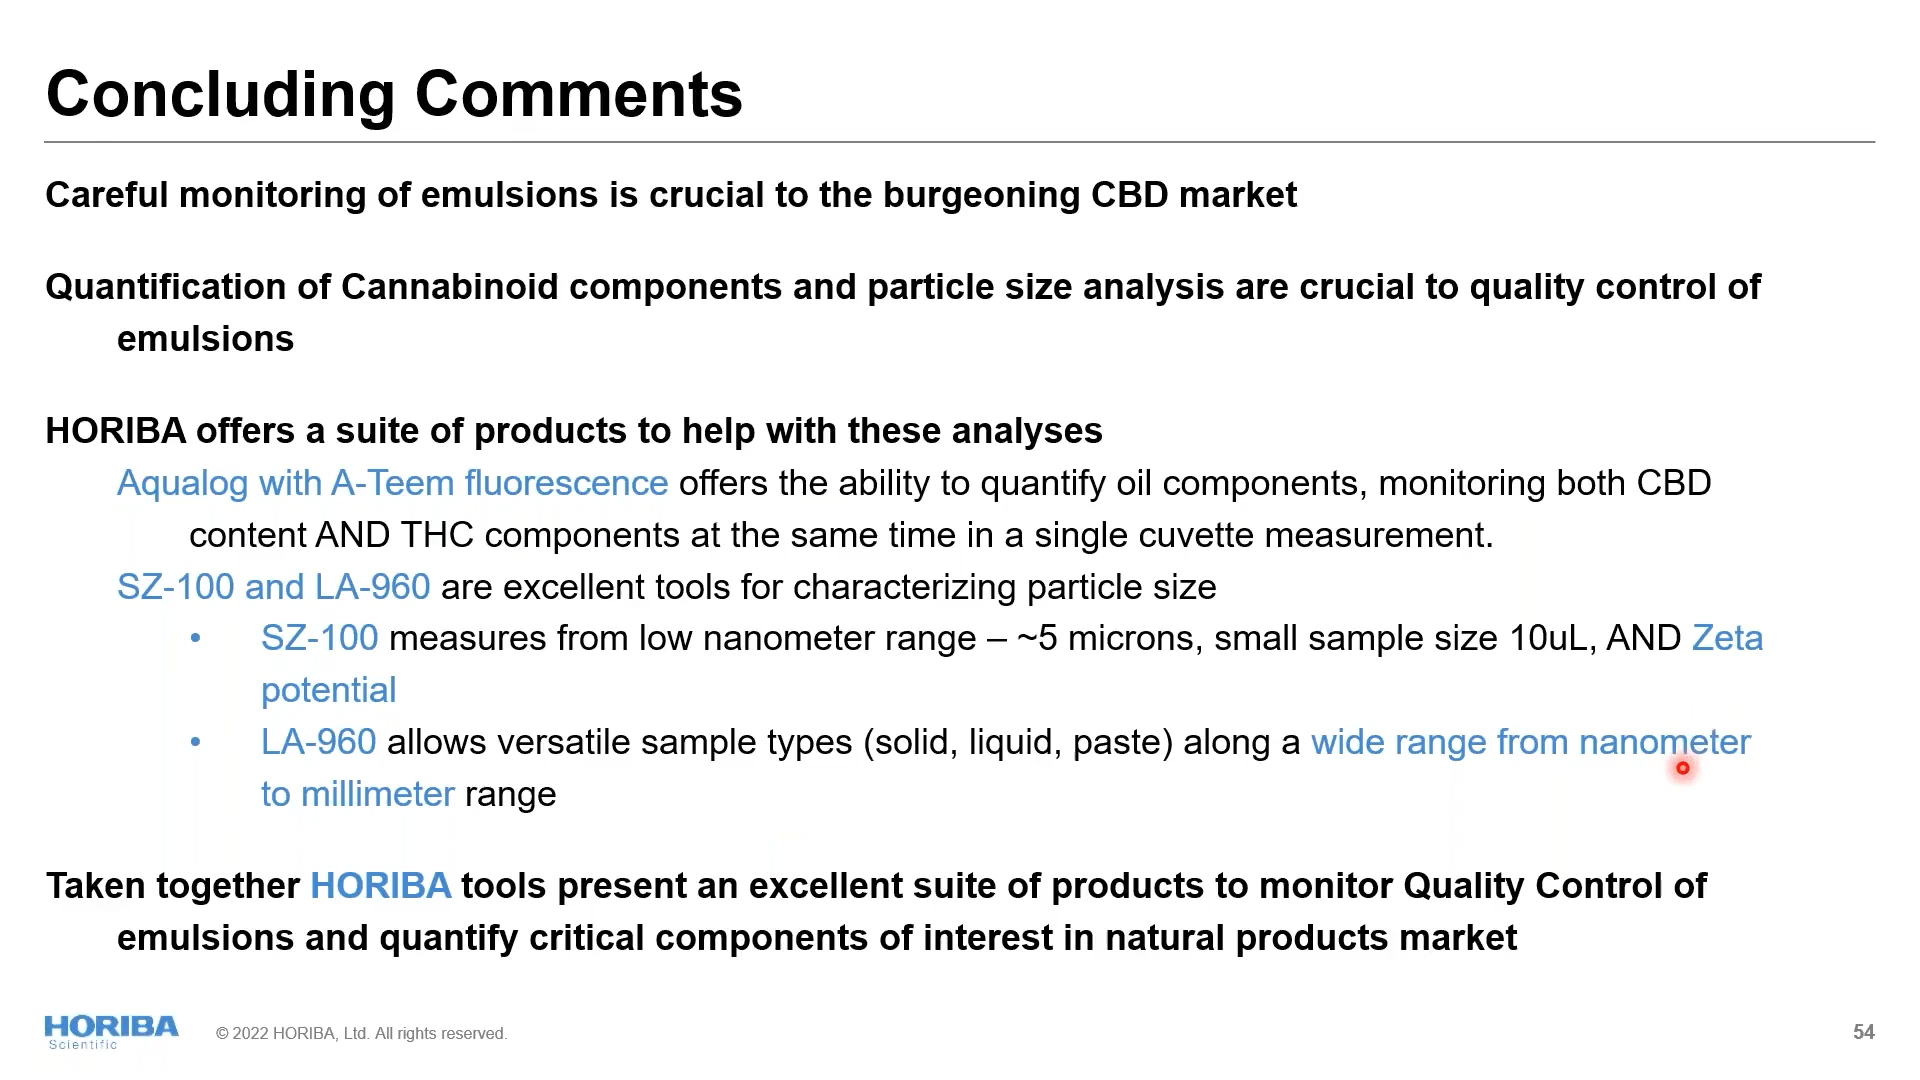 Concluding Comments
Careful monitoring of emulsions is crucial to the burgeoning CBD market
Quantification of Cannabinoid components and particle size analysis are crucial to quality control of
emulsions
HORIBA offers a suite of products to help with these analyses
Aqualog with A-Teem fluorescence offers the ability to quantify oil components, monitoring both CBD
content AND THC components at the same time in a single cuvette measurement.
SZ-100 and LA-960 are excellent tools for characterizing particle size
• SZ-100 measures from low nanometer range – ~5 microns, small sample size 10uL, AND Zeta
potential
• LA-960 allows versatile sample types (solid, liquid, paste) along a wide range from nanometer
to millimeter range
Taken together HORIBA tools present an excellent suite of products to monitor Quality Control of
emulsions and quantify critical components of interest in natural products market
HORIBA
Scientific
© 2022 HORIBA, Ltd. All rights reserved.
54